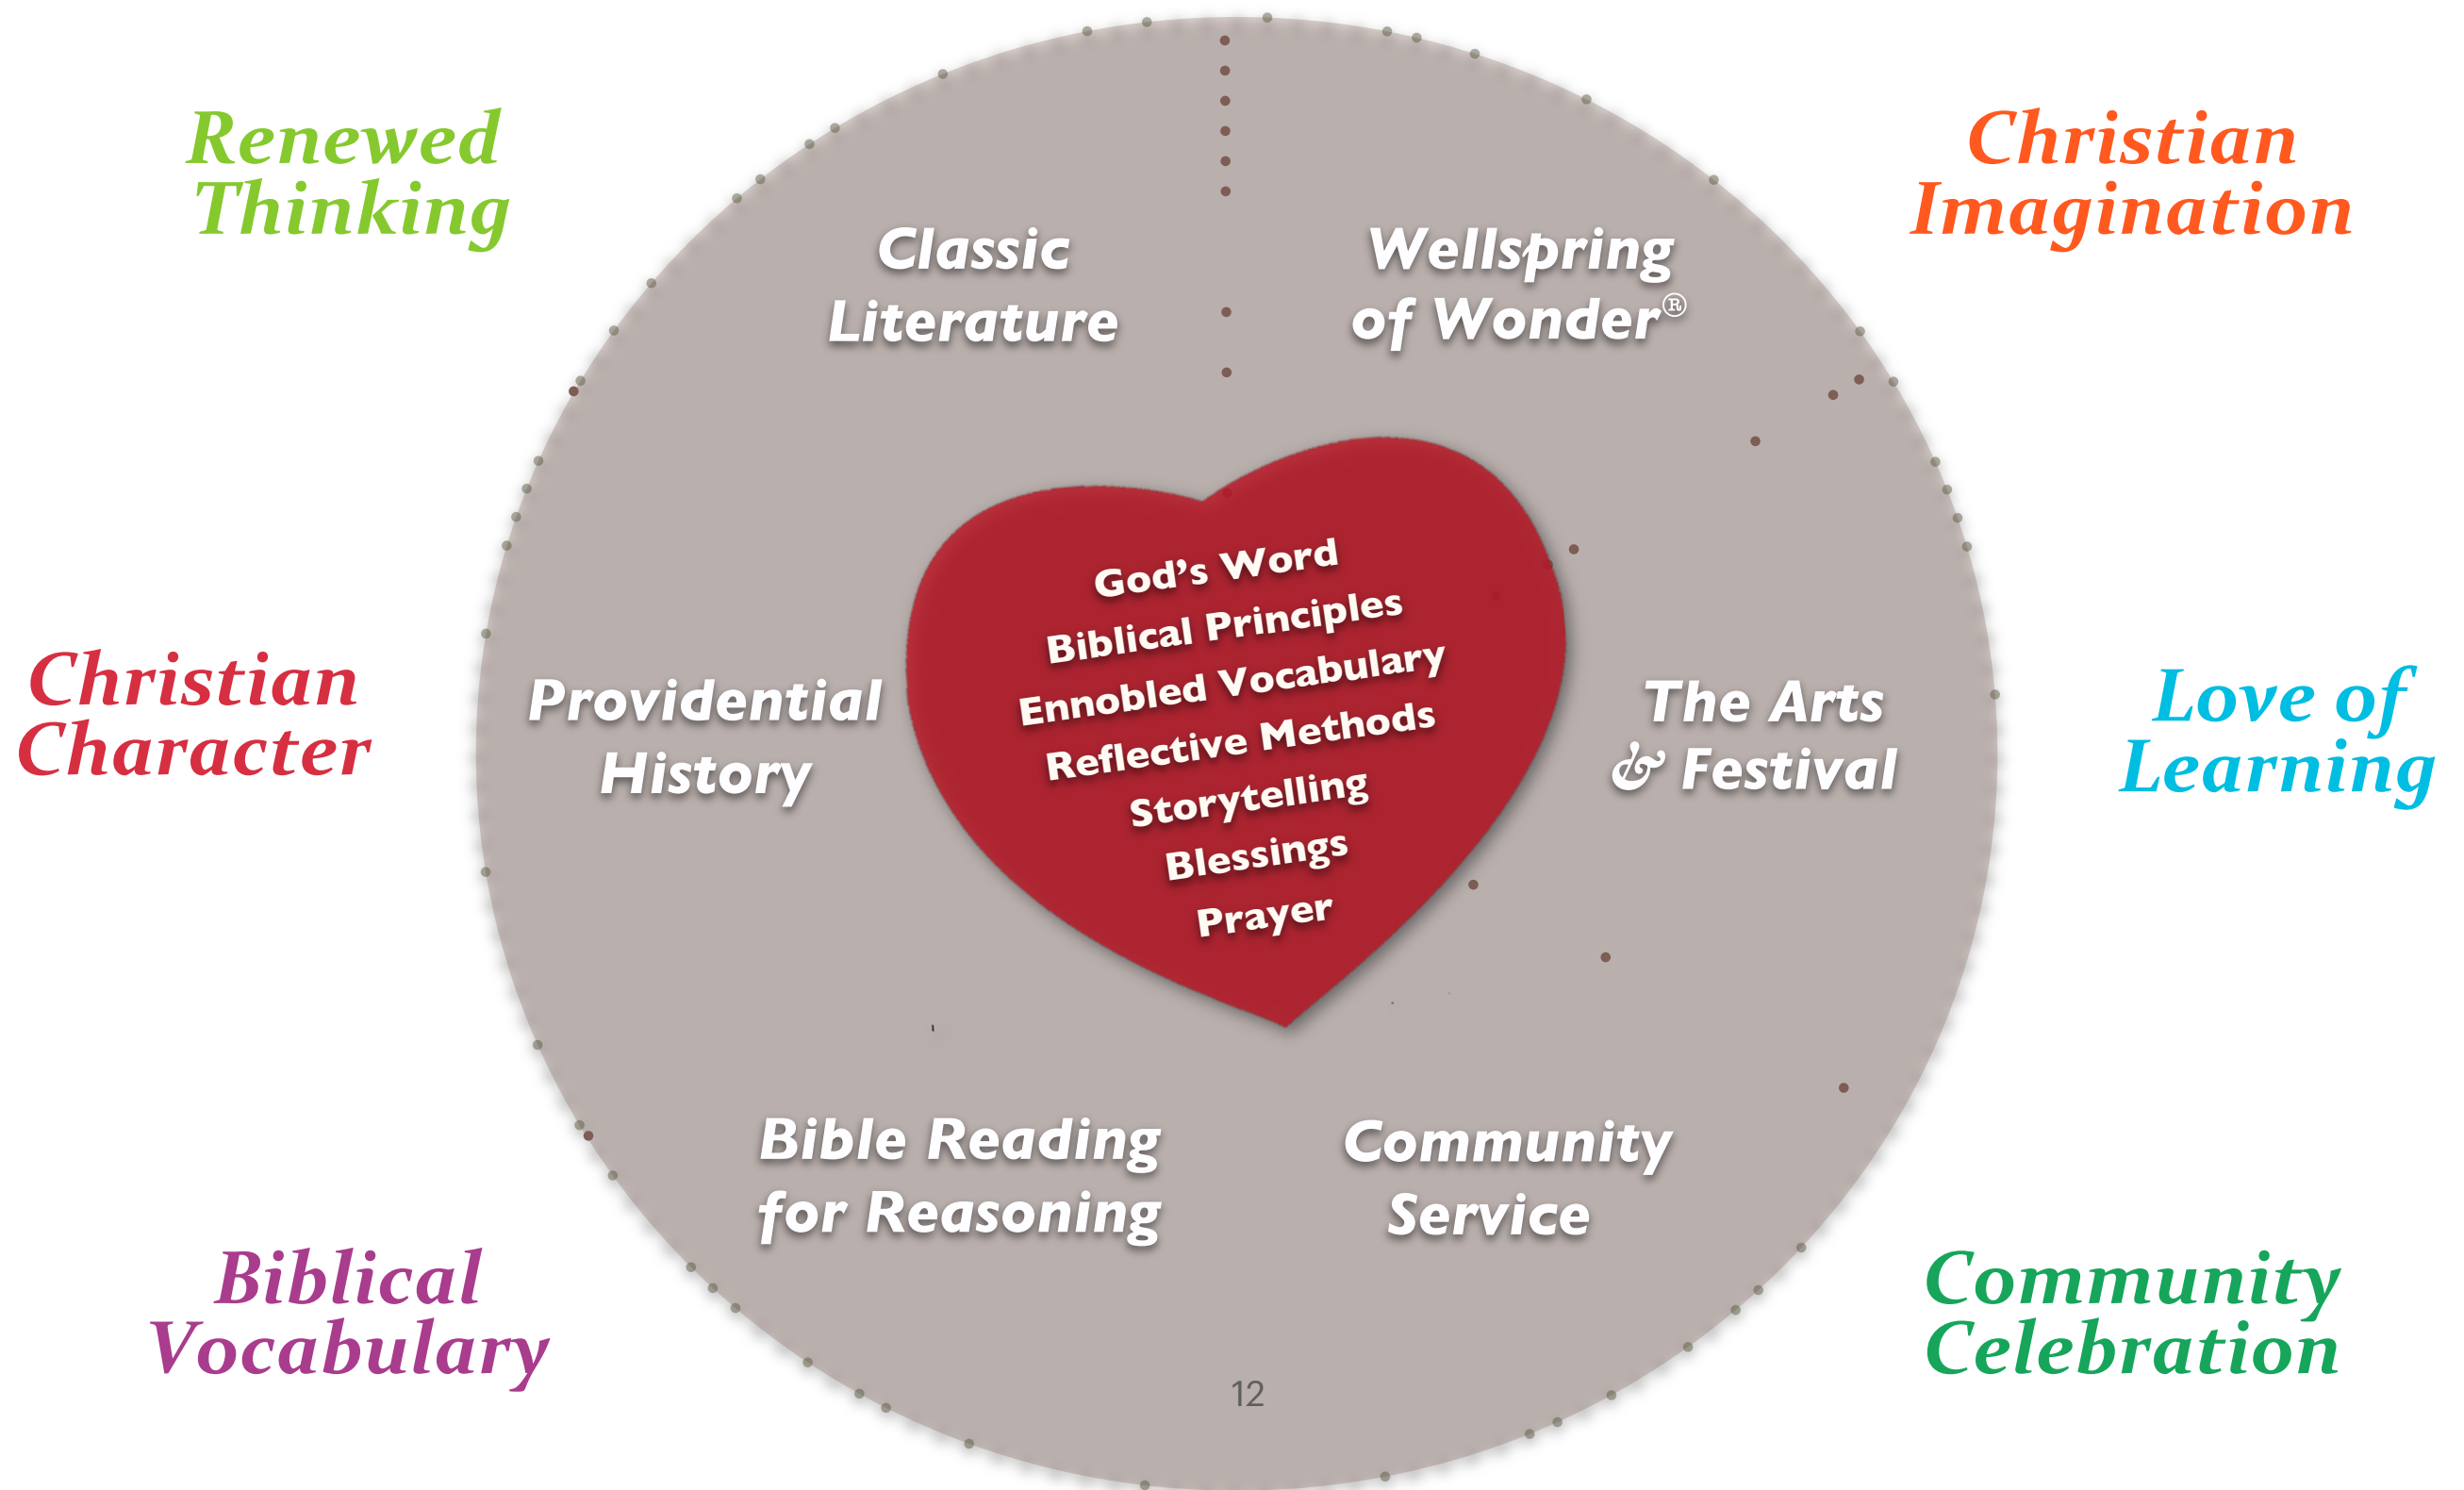 Renewed
Thinking
Christian
Imagination
Classic
Literature
Wellspring
of Wonder®
God’s Word
Biblical Principles
Ennobled Vocabulary
Reflective Methods
Storytelling
Blessings
Prayer
Christian
Character
Providential
History
The Arts
& Festival
Love of
Learning
Bible Reading
for Reasoning
Community
Service
Biblical
Vocabulary
Community
Celebration
12